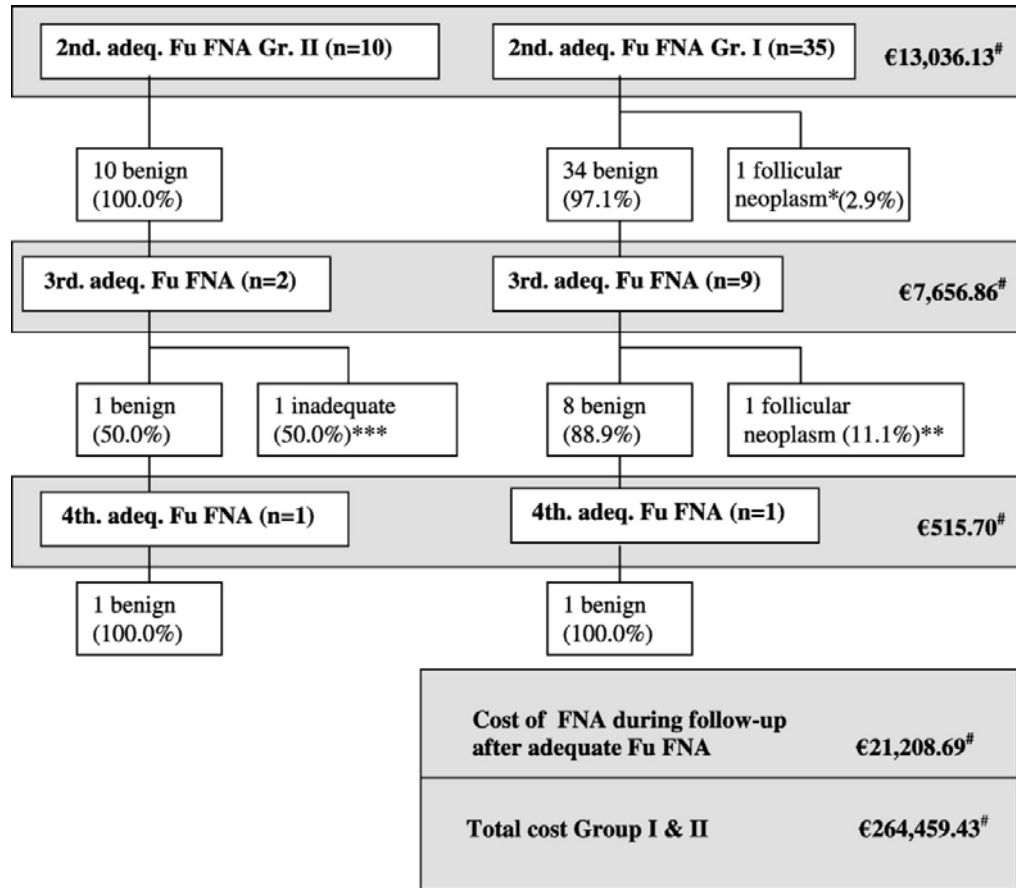 2nd. adeq. Fu FNA Gr. II (n=10)
2nd. adeq. Fu FNA Gr. I (n=35)
€13,036.13#
10 benign
(100.0%)
34 benign
(97.1%)
1 follicular
neoplasm*(2.9%)
3rd. adeq. Fu FNA (n=2)
3rd. adeq. Fu FNA (n=9)
€7,656.86#
1 benign
(50.0%)
1 inadequate
(50.0%)***
8 benign
(88.9%)
1 follicular
neoplasm (11.1%)**
4th. adeq. Fu FNA (n=1)
4th. adeq. Fu FNA (n=1)
€515.70#
1 benign
(100.0%)
1 benign
(100.0%)
Cost of FNA during follow-up
after adequate Fu FNA
€21,208.69#
Total cost Group I & II
€264,459.43#